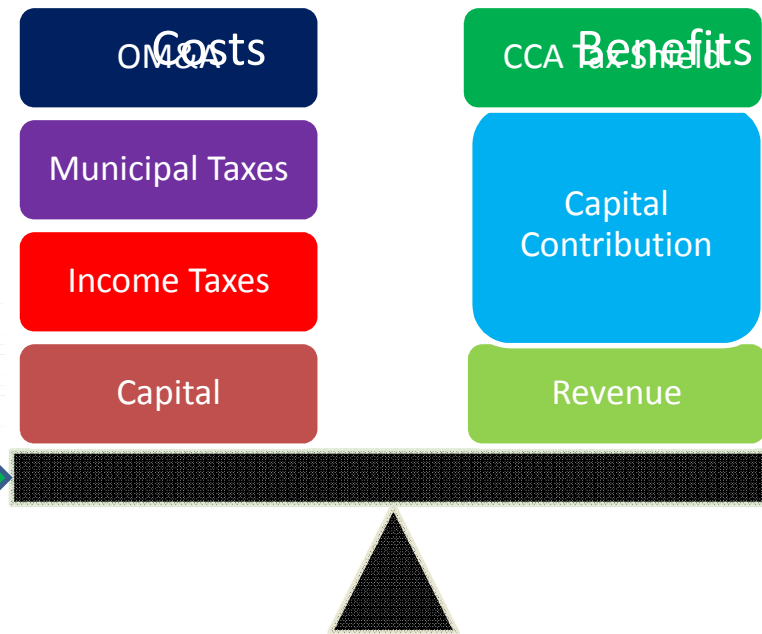 Costs
OM&A
Municipal Taxes
Income Taxes
Capital
Benefits
CCA Tax Shield
Capital
Contribution
Revenue